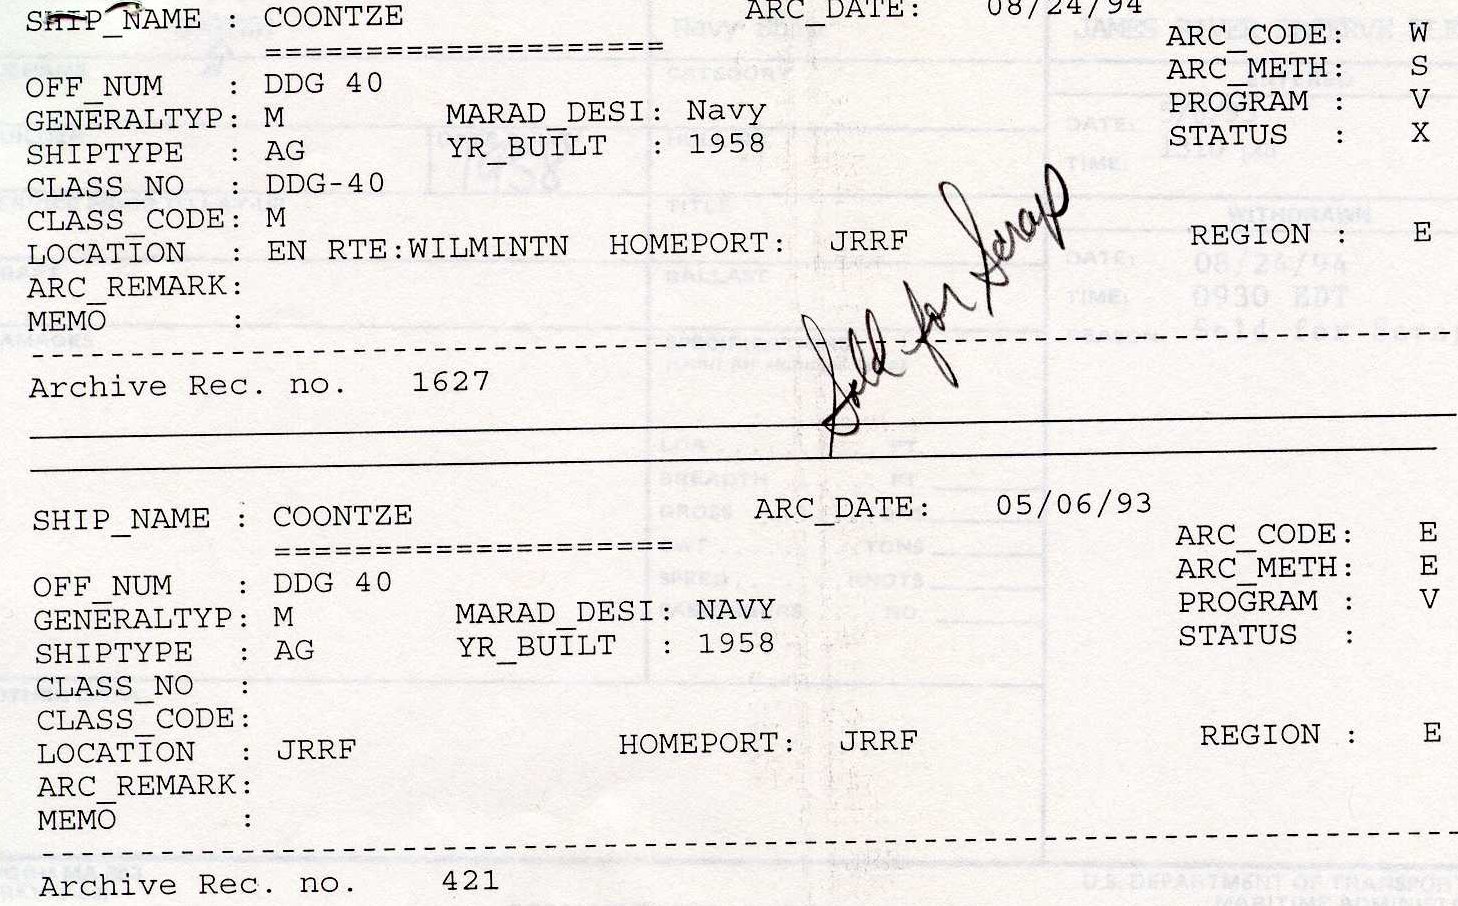 SHIP_NAME : COONTZE ARC_DATE: 08/24/94
==================== ARC_CODE: W
OFF_NUM : DDG 40 ARC_METH: S
GENERALTYP: M MARAD_DESI: Navy PROGRAM : V
SHIPTYPE : AG YR_BUILT : 1958 STATUS : X
CLASS_NO : DDG-40
CLASS_CODE: M
LOCATION : EN RTE:WILMINTN HOMEPORT: JRRF REGION : E
ARC_REMARK:
MEMO :
Sold for Scrap
Archive Rec. no. 1627
SHIP_NAME : COONTZE ARC_DATE: 05/06/93
==================== ARC_CODE: E
OFF_NUM : DDG 40 ARC_METH: E
GENERALTYP: M MARAD_DESI: NAVY PROGRAM : V
SHIPTYPE : AG YR_BUILT : 1958 STATUS :
CLASS_NO :
CLASS_CODE:
LOCATION : JRRF HOMEPORT: JRRF REGION : E
ARC_REMARK:
MEMO :
Archive Rec. no. 421